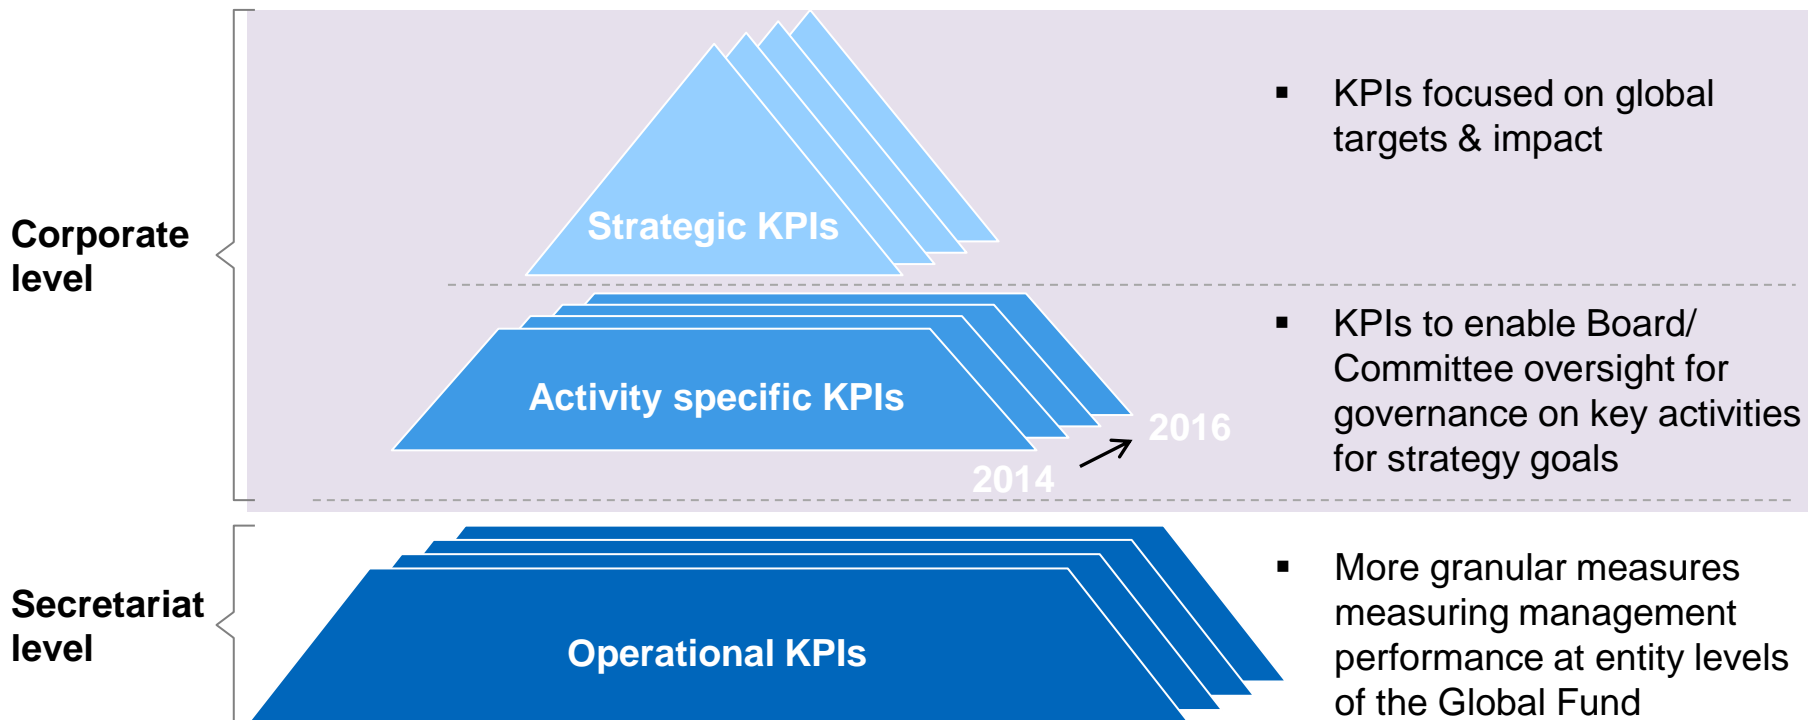 Corporate
level
Strategic KPIs
▪ KPIs focused on global
targets & impact
Activity specific KPIs
2014
2016
▪ KPIs to enable Board/
Committee oversight for
governance on key activities
for strategy goals
Secretariat
level
Operational KPIs
▪ More granular measures
measuring management
performance at entity levels
of the Global Fund